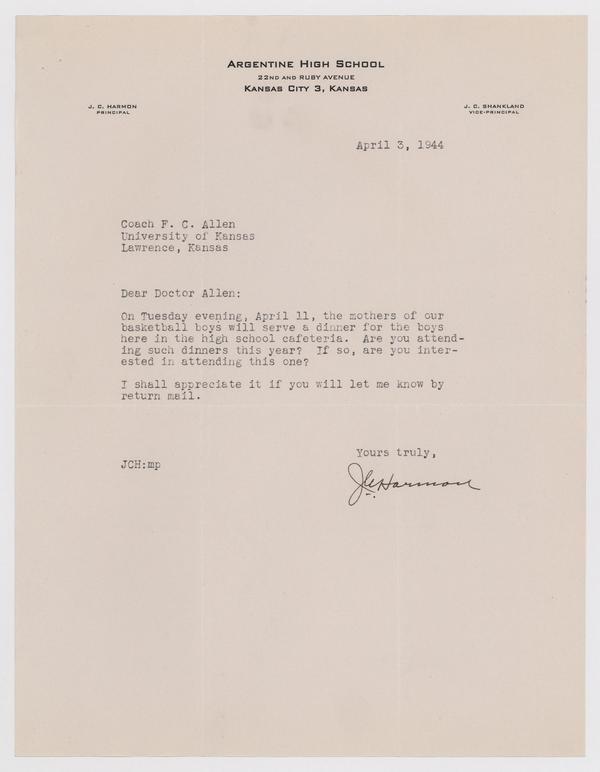 ARGENTINE HIGH SCHOOL
22ND AND RUBY AVENUE
KANSAS CITY 3, KANSAS
J. C. HARMON
PRINCIPAL
J. C. SHANKLAND
VICE-PRINCIPAL
April 3, 1944
Coach F. C. Allen
University of Kansas
Lawrence, Kansas
Dear Doctor Allen:
On Tuesday evening, April 11, the mothers of our
basketball boys will serve a dinner for the boys
here in the high school cafeteria. Are you attend-
ing such dinners this year? If so, are you inter-
ested in attending this one?
I shall appreciate it if you will let me know by
return mail.
Yours truly,
JCH:mp
J.C. Harmon